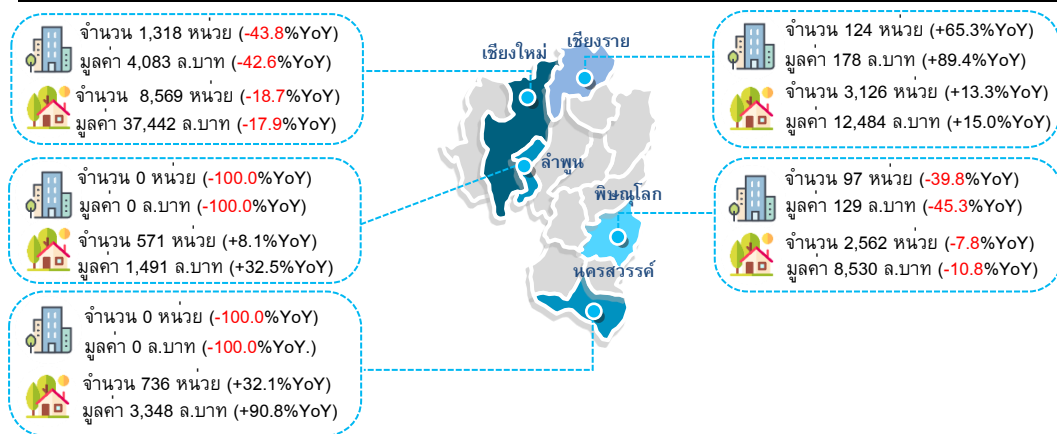 จำนวน 1,318 หน่วย (-43.8%YoY)
มูลค่า 4,083 ล.บาท (-42.6%YoY)
จำนวน 8,569 หน่วย (-18.7%YoY)
มูลค่า 37,442 ล.บาท (-17.9%YoY)
เชียงใหม่
เชียงราย
จำนวน 124 หน่วย (+65.3%YoY)
มูลค่า 178 ล.บาท (+89.4%YoY)
จำนวน 3,126 หน่วย (+13.3%YoY)
มูลค่า 12,484 ล.บาท (+15.0%YoY)
จำนวน 0 หน่วย (-100.0%YoY)
มูลค่า 0 ล.บาท (-100.0%YoY)
จำนวน 571 หน่วย (+8.1%YoY)
มูลค่า 1,491 ล.บาท (+32.5%YoY)
ลำพูน
พิษณุโลก
จำนวน 97 หน่วย (-39.8%YoY)
มูลค่า 129 ล.บาท (-45.3%YoY)
จำนวน 2,562 หน่วย (-7.8%YoY)
มูลค่า 8,530 ล.บาท (-10.8%YoY)
นครสวรรค์
จำนวน 0 หน่วย (-100.0%YoY)
มูลค่า 0 ล.บาท (-100.0%YoY.)
จำนวน 736 หน่วย (+32.1%YoY)
มูลค่า 3,348 ล.บาท (+90.8%YoY)